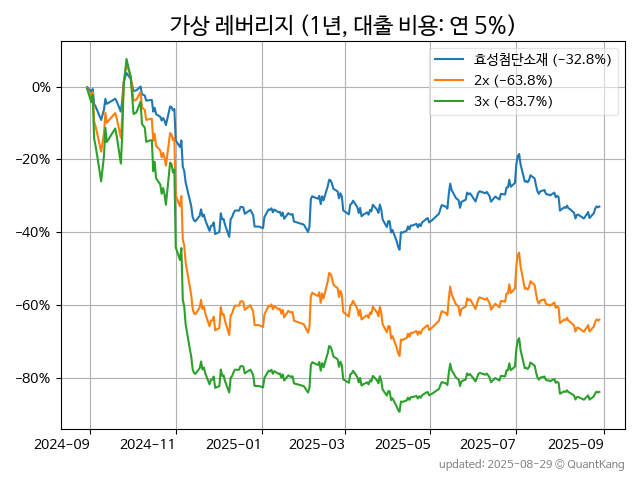 가상 레버리지 (1년, 대출 비용: 연 5%)
효성첨단소재 (−32.8%)
2x (−63.8%)
3x (−83.7%)
0%
−20%
−40%
−60%
−80%
2024-09 2024-11 2025-01 2025-03 2025-05 2025-07 2025-09
updated: 2025-08-29 © QuantKang